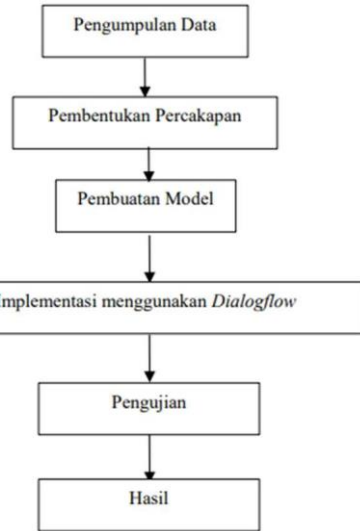 Pengumpulan Data
Pembentukan Percakapan
Pembuatan Model
Implementasi menggunakan Dialogflow
Pengujian
Hasil